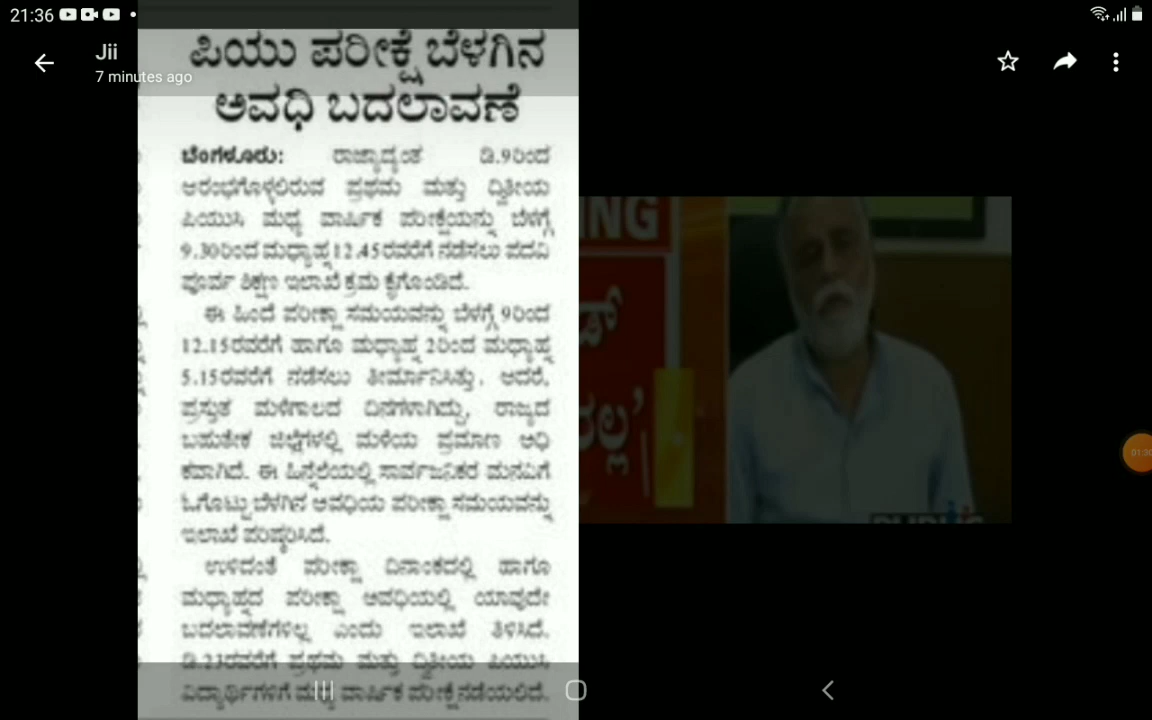 21:36
Jii
7 minutes ago
ಪಿಯು ಪರೀಕ್ಷೆ ಬೆಳಗಿನ
ಅವಧಿ ಬದಲಾವಣೆ
ಬೆಂಗಳೂರು: ರಾಜ್ಯಾದ್ಯಂತ ಡಿ.9ರಿಂದ
ಆರಂಭಗೊಳ್ಳಲಿರುವ ಪ್ರಥಮ ಮತ್ತು ದ್ವಿತೀಯ
ಪಿಯುಸಿ ಮಧ್ಯ ವಾರ್ಷಿಕ ಪರೀಕ್ಷೆಯನ್ನು ಬೆಳಗ್ಗೆ
9.30ರಿಂದ ಮಧ್ಯಾಹ್ನ 12.45ರವರೆಗೆ ನಡೆಸಲು ಪದವಿ
ಪೂರ್ವ ಶಿಕ್ಷಣ ಇಲಾಖೆ ಕ್ರಮ ಕೈಗೊಂಡಿದೆ.
ಈ ಹಿಂದೆ ಪರೀಕ್ಷಾ ಸಮಯವನ್ನು ಬೆಳಗ್ಗೆ 9ರಿಂದ
12.15ರವರೆಗೆ ಹಾಗೂ ಮಧ್ಯಾಹ್ನ 2ರಿಂದ ಮಧ್ಯಾಹ್ನ
5.15ರವರೆಗೆ ನಡೆಸಲು ತೀರ್ಮಾನಿಸಿತ್ತು. ಆದರೆ,
ಪ್ರಸ್ತುತ ಮಳೆಗಾಲದ ದಿನಗಳಾಗಿದ್ದು, ರಾಜ್ಯದ
ಬಹುತೇಕ ಜಿಲ್ಲೆಗಳಲ್ಲಿ ಮಳೆಯ ಪ್ರಮಾಣ ಅಧಿ
ಕವಾಗಿದೆ. ಈ ಹಿನ್ನೆಲೆಯಲ್ಲಿ ಸಾರ್ವಜನಿಕರ ಮನವಿಗೆ
ಓಗೊಟ್ಟು ಬೆಳಗಿನ ಅವಧಿಯ ಪರೀಕ್ಷಾ ಸಮಯವನ್ನು
ಇಲಾಖೆ ಪರಿಷ್ಕರಿಸಿದೆ.
ಉಳಿದಂತೆ ಪರೀಕ್ಷಾ ದಿನಾಂಕದಲ್ಲಿ ಹಾಗೂ
ಮಧ್ಯಾಹ್ನದ ಪರೀಕ್ಷಾ ಅವಧಿಯಲ್ಲಿ ಯಾವುದೇ
ಬದಲಾವಣೆಗಳಿಲ್ಲ ಎಂದು ಇಲಾಖೆ ತಿಳಿಸಿದೆ.
ಡಿ.23ರವರೆಗೆ ಪ್ರಥಮ ಮತ್ತು ದ್ವಿತೀಯ ಪಿಯುಸಿ
ವಿದ್ಯಾರ್ಥಿಗಳಿಗೆ ಮಧ್ಯ ವಾರ್ಷಿಕ ಪರೀಕ್ಷೆ ನಡೆಯಲಿದೆ.